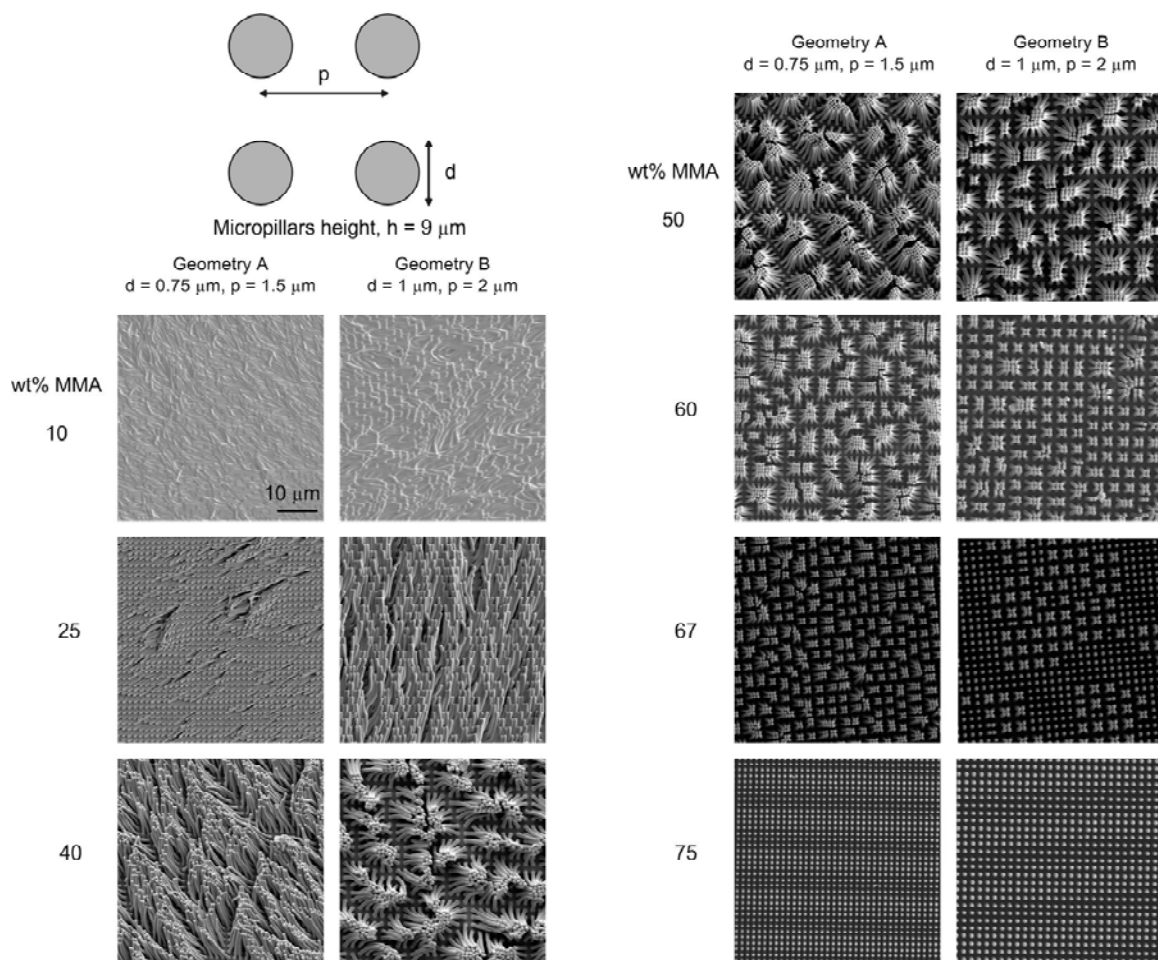 p
d
Micropillars height, h = 9 μm
Geometry A
d = 0.75 μm, p = 1.5 μm
Geometry B
d = 1 μm, p = 2 μm
wt% MMA
10
10 μm
25
40
Geometry A
d = 0.75 μm, p = 1.5 μm
Geometry B
d = 1 μm, p = 2 μm
wt% MMA
50
60
67
75